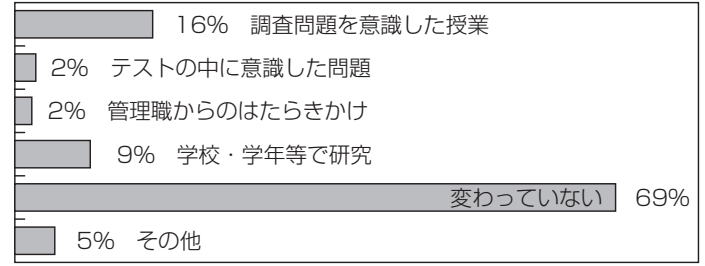 16% 調査問題を意識した授業
2% テストの中に意識した問題
2% 管理職からのはたらきかけ
9% 学校・学年等で研究
変わっていない 69%
5% その他